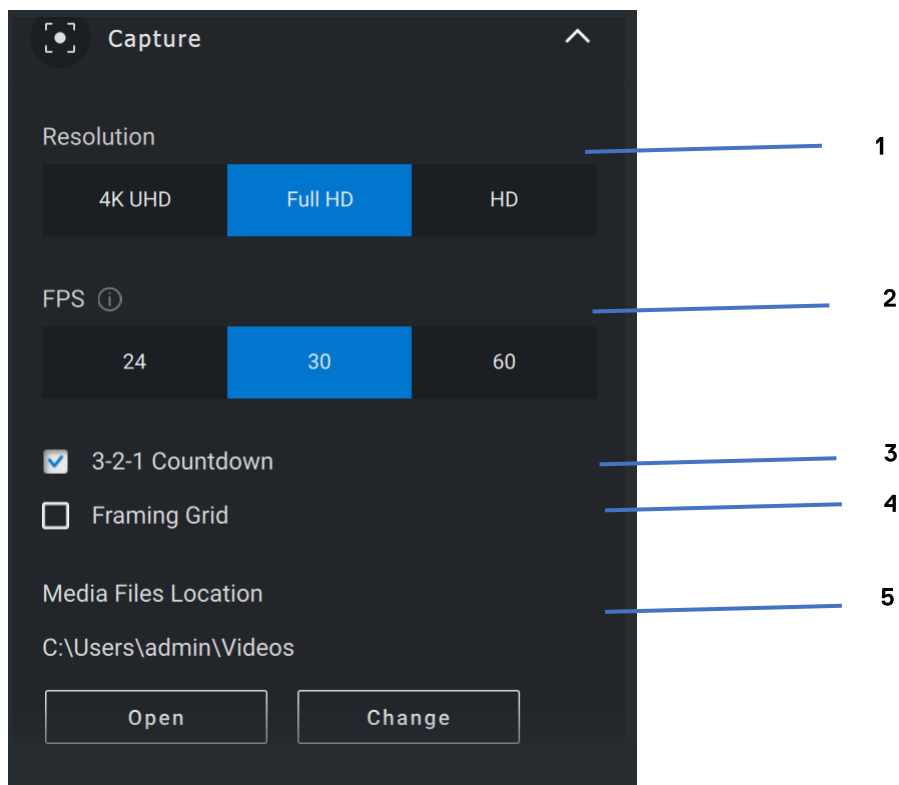 Capture
Resolution
1
4K UHD Full HD HD
FPS
2
24 30 60
3-2-1 Countdown
3
Framing Grid
4
Media Files Location
5
C:\Users\admin\Videos
Open Change